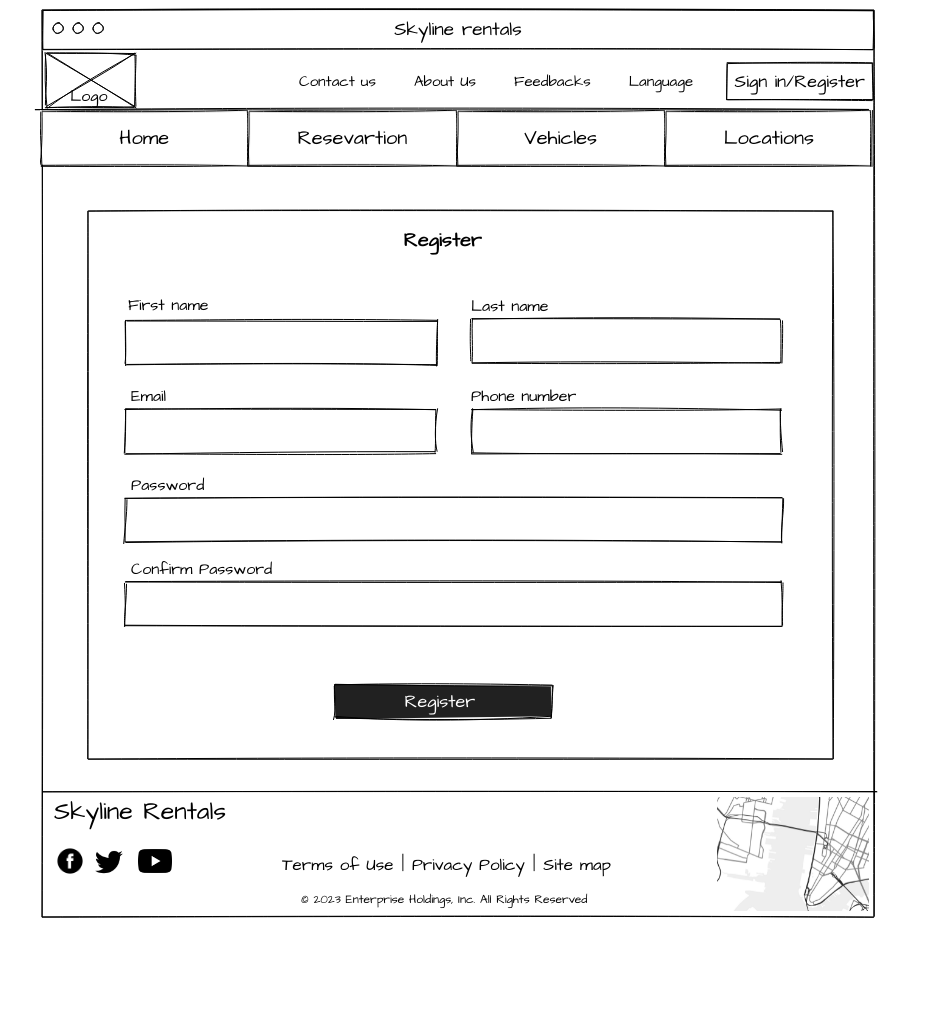 Skyline rentals
Logo
Contact us About Us Feedbacks Language Sign in/Register
Home Resevartion Vehicles Locations
Register
First name Last name
Email Phone number
Password
Confirm Password
Register
Skyline Rentals
Terms of Use | Privacy Policy | Site map
© 2023 Enterprise Holdings, Inc. All Rights Reserved